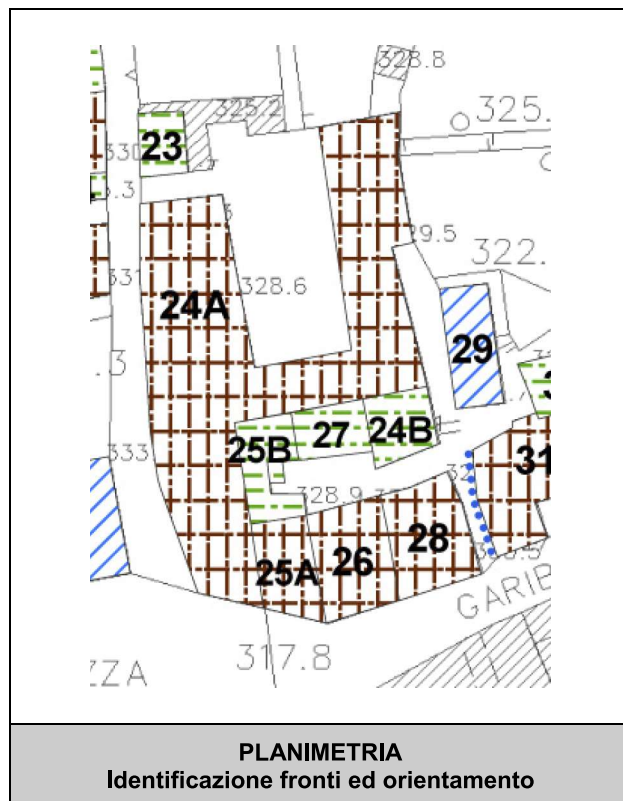 328.8
325.2
325.
23
330
.3
29.5
322.
331
328.6
24A
29
.3
27
24B
25B
333
31
328.9
28
26
25A
GARIB
317.8
ZZA
PLANIMETRIA
Identificazione fronti ed orientamento